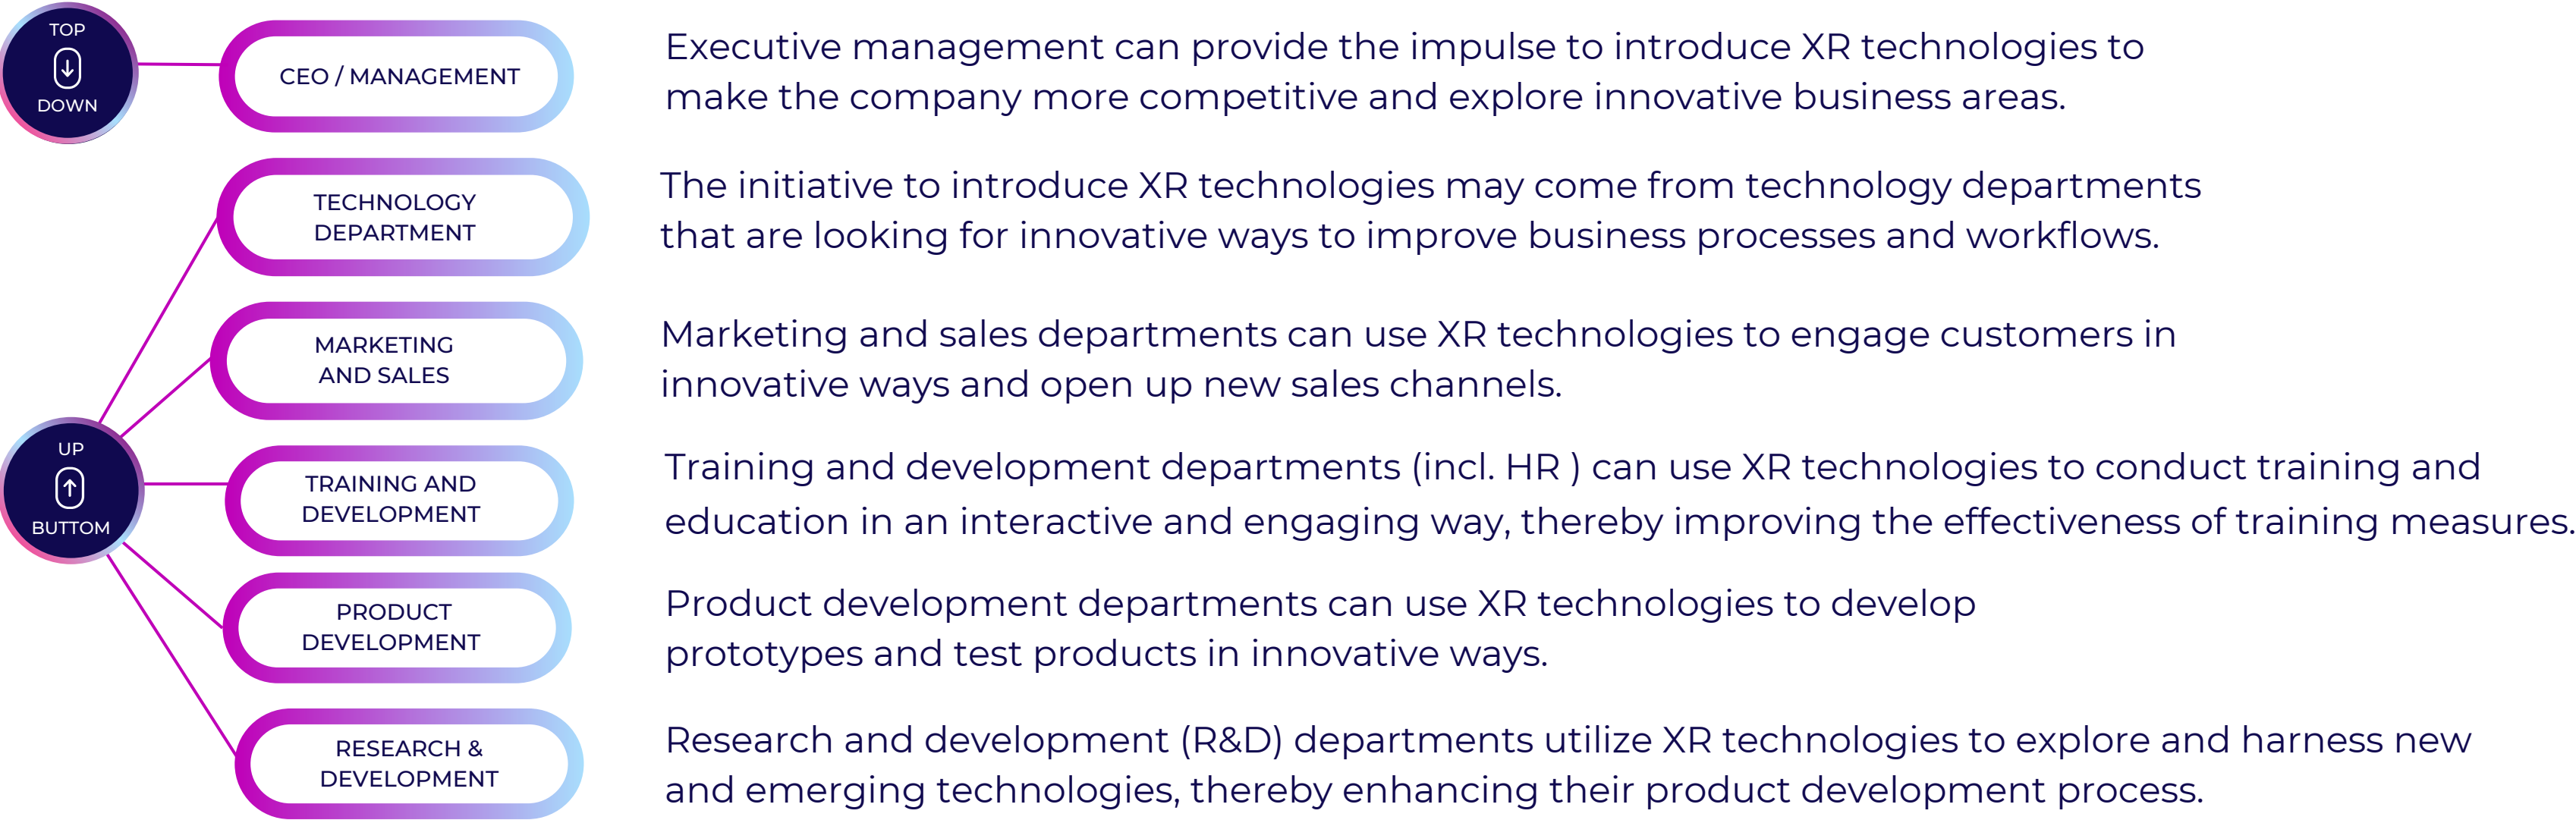 TOP
DOWN
CEO / MANAGEMENT
Executive management can provide the impulse to introduce XR technologies to
make the company more competitive and explore innovative business areas.
TECHNOLOGY
DEPARTMENT
The initiative to introduce XR technologies may come from technology departments
that are looking for innovative ways to improve business processes and workflows.
MARKETING
AND SALES
Marketing and sales departments can use XR technologies to engage customers in
innovative ways and open up new sales channels.
UP
BUTTOM
TRAINING AND
DEVELOPMENT
Training and development departments (incl. HR ) can use XR technologies to conduct training and
education in an interactive and engaging way, thereby improving the effectiveness of training measures.
PRODUCT
DEVELOPMENT
Product development departments can use XR technologies to develop
prototypes and test products in innovative ways.
RESEARCH &
DEVELOPMENT
Research and development (R&D) departments utilize XR technologies to explore and harness new
and emerging technologies, thereby enhancing their product development process.